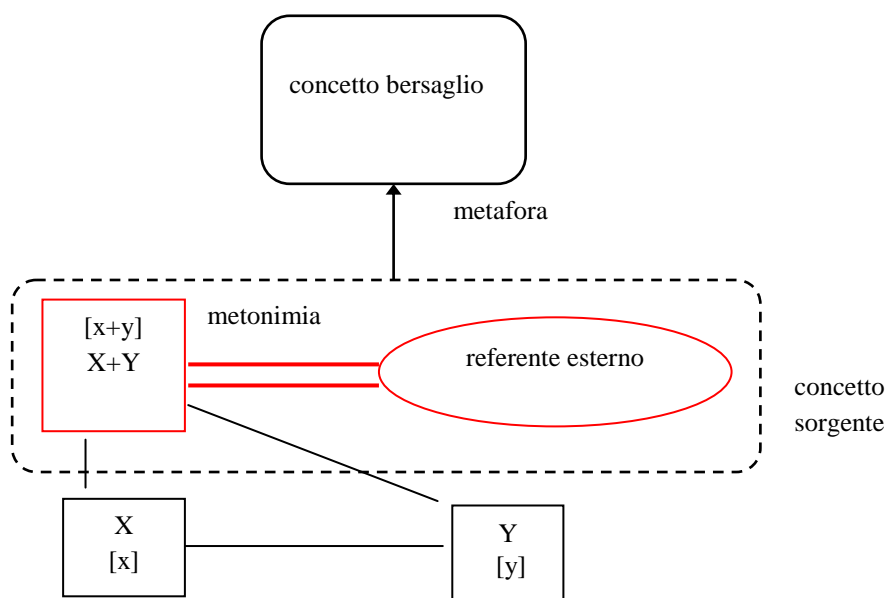 concetto bersaglio
metafora
[x+y]
X+Y
metonimia
referente esterno
concetto
sorgente
X
[x]
Y
[y]